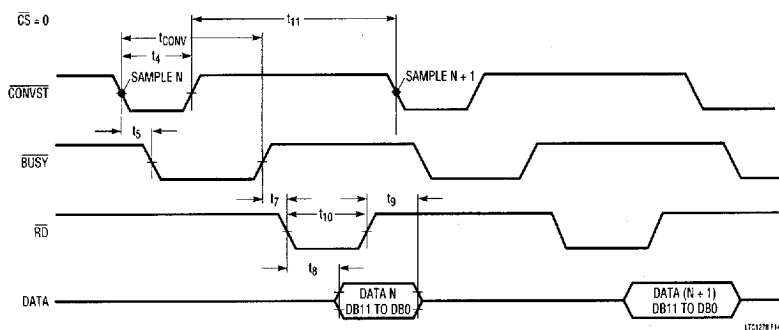 CS = 0
t11
tCONV
t4
SAMPLE N
SAMPLE N + 1
CONVST
t5
BUSY
t7
t10
t9
RD
t8
DATA
DATA N
DB11 TO DB0
DATA (N + 1)
DB11 TO DB0
LTC1278 F14